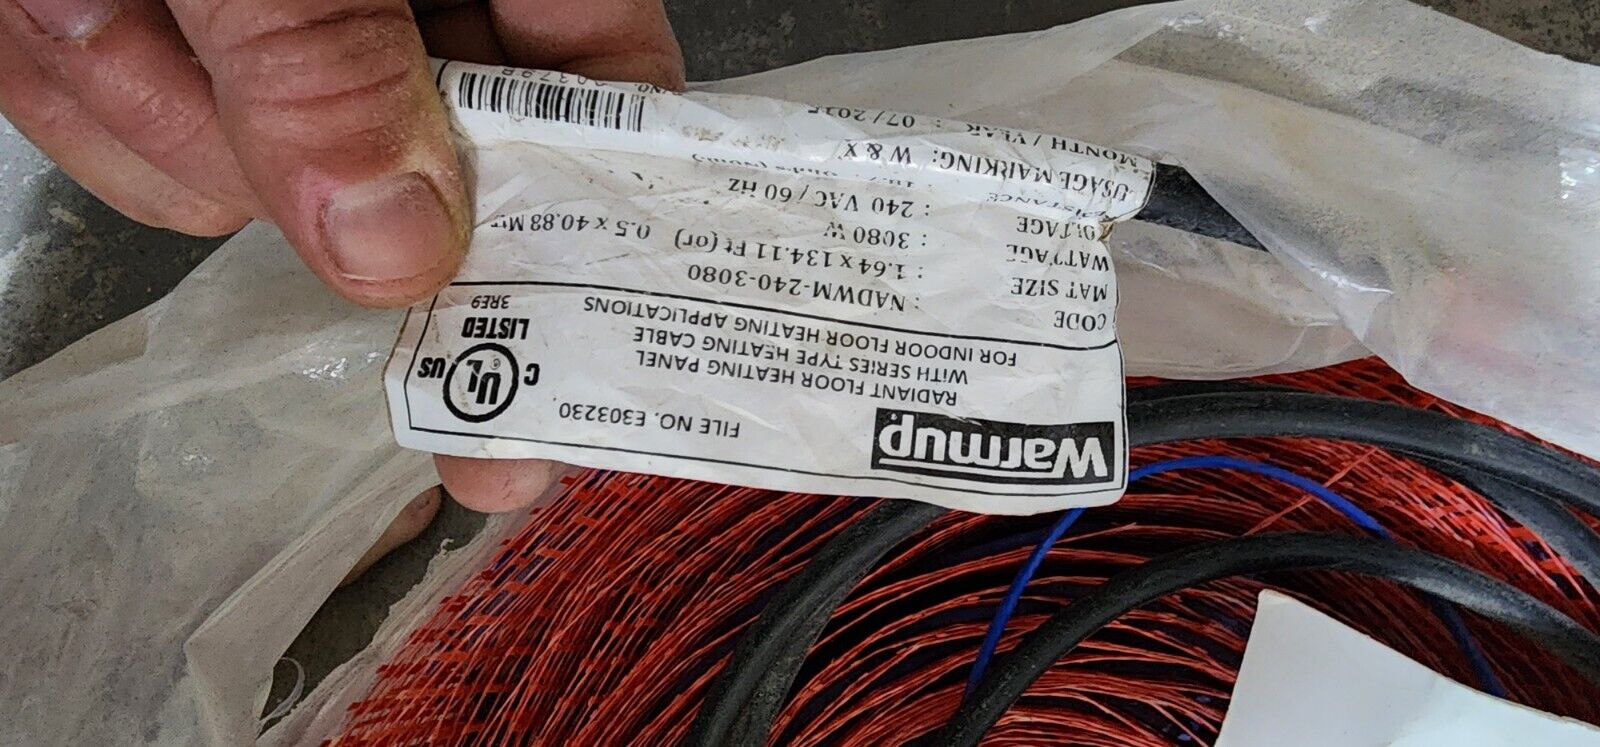 Warmup
FILE NO. E303230
RADIANT FLOOR HEATING PANEL
WITH SERIES TYPE HEATING CABLE
FOR INDOOR FLOOR HEATING APPLICATIONS
C UL US
LISTED
3RE9
CODE : NADWM-240-3080
MAT SIZE : 1.64 x 134.11 Ft (or) 0.5 x 40.88 MT
WATTAGE : 3080 W
OLTAGE : 240 VAC / 60 Hz
USAGE MARKING: W & X
MONTH / YEAR : 07/2015